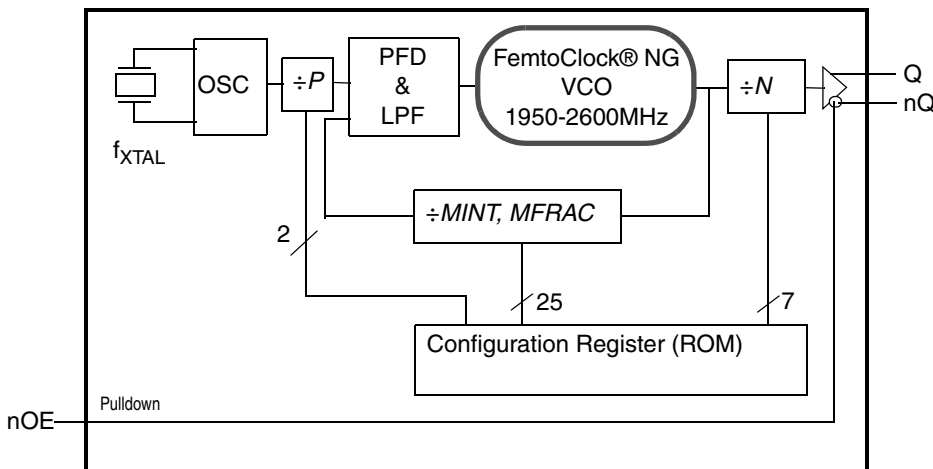 OSC
÷P
PFD
&
LPF
FemtoClock® NG
VCO
1950-2600MHz
÷N
Q
nQ
fXTAL
÷MINT, MFRAC
2
25
7
Configuration Register (ROM)
Pulldown
nOE